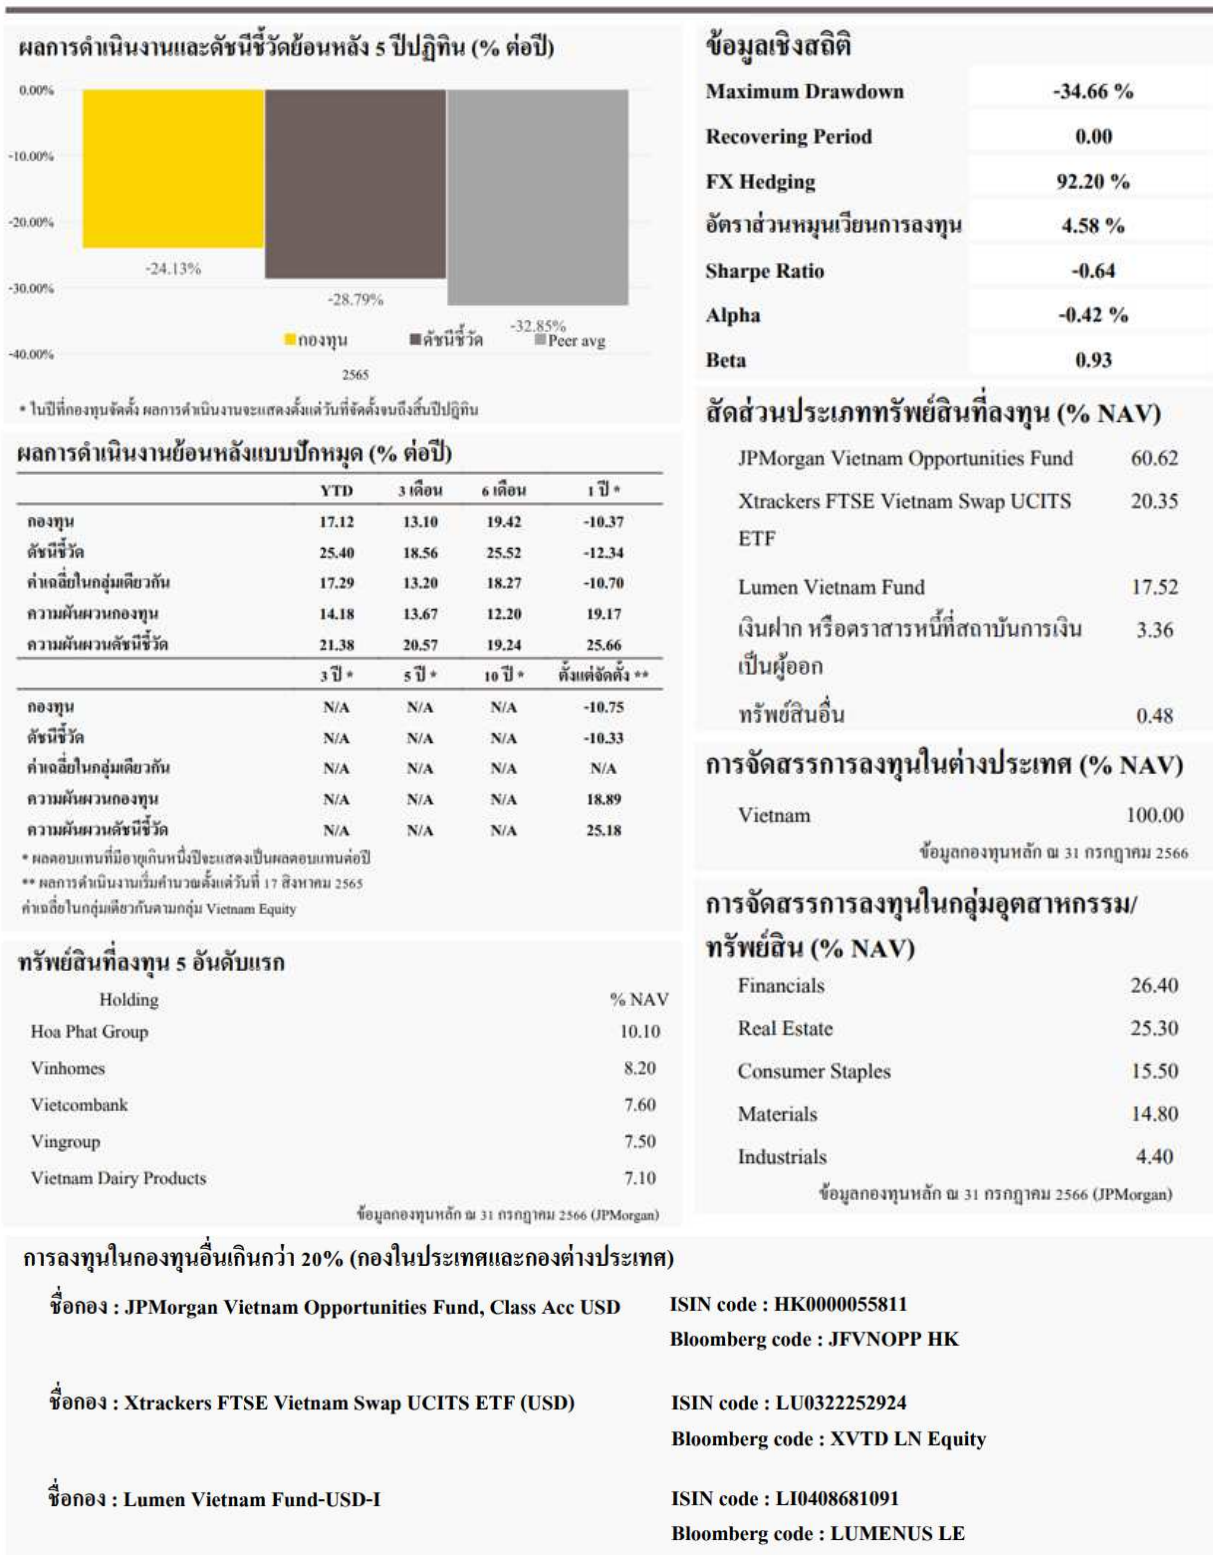 ผลการดำเนินงานและดัชนีชี้วัดย้อนหลัง 5 ปีปฏิทิน (% ต่อปี)
0.00%
-10.00%
-20.00%
-30.00%
-40.00%
-24.13%
-28.79%
-32.85%
กองทุน ดัชนีชี้วัด Peer avg
2565
* ในปีที่กองทุนจัดตั้ง ผลการดำเนินงานจะแสดงตั้งแต่วันที่จัดตั้งจนถึงสิ้นปีปฏิทิน
ผลการดำเนินงานย้อนหลังแบบปักหมุด (% ต่อปี)
YTD 3 เดือน 6 เดือน 1 ปี *
กองทุน 17.12 13.10 19.42 -10.37
ดัชนีชี้วัด 25.40 18.56 25.52 -12.34
ค่าเฉลี่ยในกลุ่มเดียวกัน 17.29 13.20 18.27 -10.70
ความผันผวนกองทุน 14.18 13.67 12.20 19.17
ความผันผวนดัชนีชี้วัด 21.38 20.57 19.24 25.66
3 ปี * 5 ปี * 10 ปี * ตั้งแต่จัดตั้ง **
กองทุน N/A N/A N/A -10.75
ดัชนีชี้วัด N/A N/A N/A -10.33
ค่าเฉลี่ยในกลุ่มเดียวกัน N/A N/A N/A N/A
ความผันผวนกองทุน N/A N/A N/A 18.89
ความผันผวนดัชนีชี้วัด N/A N/A N/A 25.18
* ผลตอบแทนที่มีอายุเกินหนึ่งปีจะแสดงเป็นผลตอบแทนต่อปี
** ผลการดำเนินงานเริ่มคำนวณตั้งแต่วันที่ 17 สิงหาคม 2565
ค่าเฉลี่ยในกลุ่มเดียวกันตามกลุ่ม Vietnam Equity
ทรัพย์สินที่ลงทุน 5 อันดับแรก
Holding % NAV
Hoa Phat Group 10.10
Vinhomes 8.20
Vietcombank 7.60
Vingroup 7.50
Vietnam Dairy Products 7.10
ข้อมูลกองทุนหลัก ณ 31 กรกฎาคม 2566 (JPMorgan)
ข้อมูลเชิงสถิติ
Maximum Drawdown -34.66 %
Recovering Period 0.00
FX Hedging 92.20 %
อัตราส่วนหมุนเวียนการลงทุน 4.58 %
Sharpe Ratio -0.64
Alpha -0.42 %
Beta 0.93
สัดส่วนประเภททรัพย์สินที่ลงทุน (% NAV)
JPMorgan Vietnam Opportunities Fund 60.62
Xtrackers FTSE Vietnam Swap UCITS 20.35
ETF
Lumen Vietnam Fund 17.52
เงินฝาก หรือตราสารหนี้ที่สถาบันการเงิน 3.36
เป็นผู้ออก
ทรัพย์สินอื่น 0.48
การจัดสรรการลงทุนในต่างประเทศ (% NAV)
Vietnam 100.00
ข้อมูลกองทุนหลัก ณ 31 กรกฎาคม 2566
การจัดสรรการลงทุนในกลุ่มอุตสาหกรรม/
ทรัพย์สิน (% NAV)
Financials 26.40
Real Estate 25.30
Consumer Staples 15.50
Materials 14.80
Industrials 4.40
ข้อมูลกองทุนหลัก ณ 31 กรกฎาคม 2566 (JPMorgan)
การลงทุนในกองทุนอื่นเกินกว่า 20% (กองในประเทศและกองต่างประเทศ)
ชื่อกอง : JPMorgan Vietnam Opportunities Fund, Class Acc USD ISIN code : HK0000055811
Bloomberg code : JFVNOPP HK
ชื่อกอง : Xtrackers FTSE Vietnam Swap UCITS ETF (USD) ISIN code : LU0322252924
Bloomberg code : XVTD LN Equity
ชื่อกอง : Lumen Vietnam Fund-USD-I ISIN code : LI0408681091
Bloomberg code : LUMENUS LE